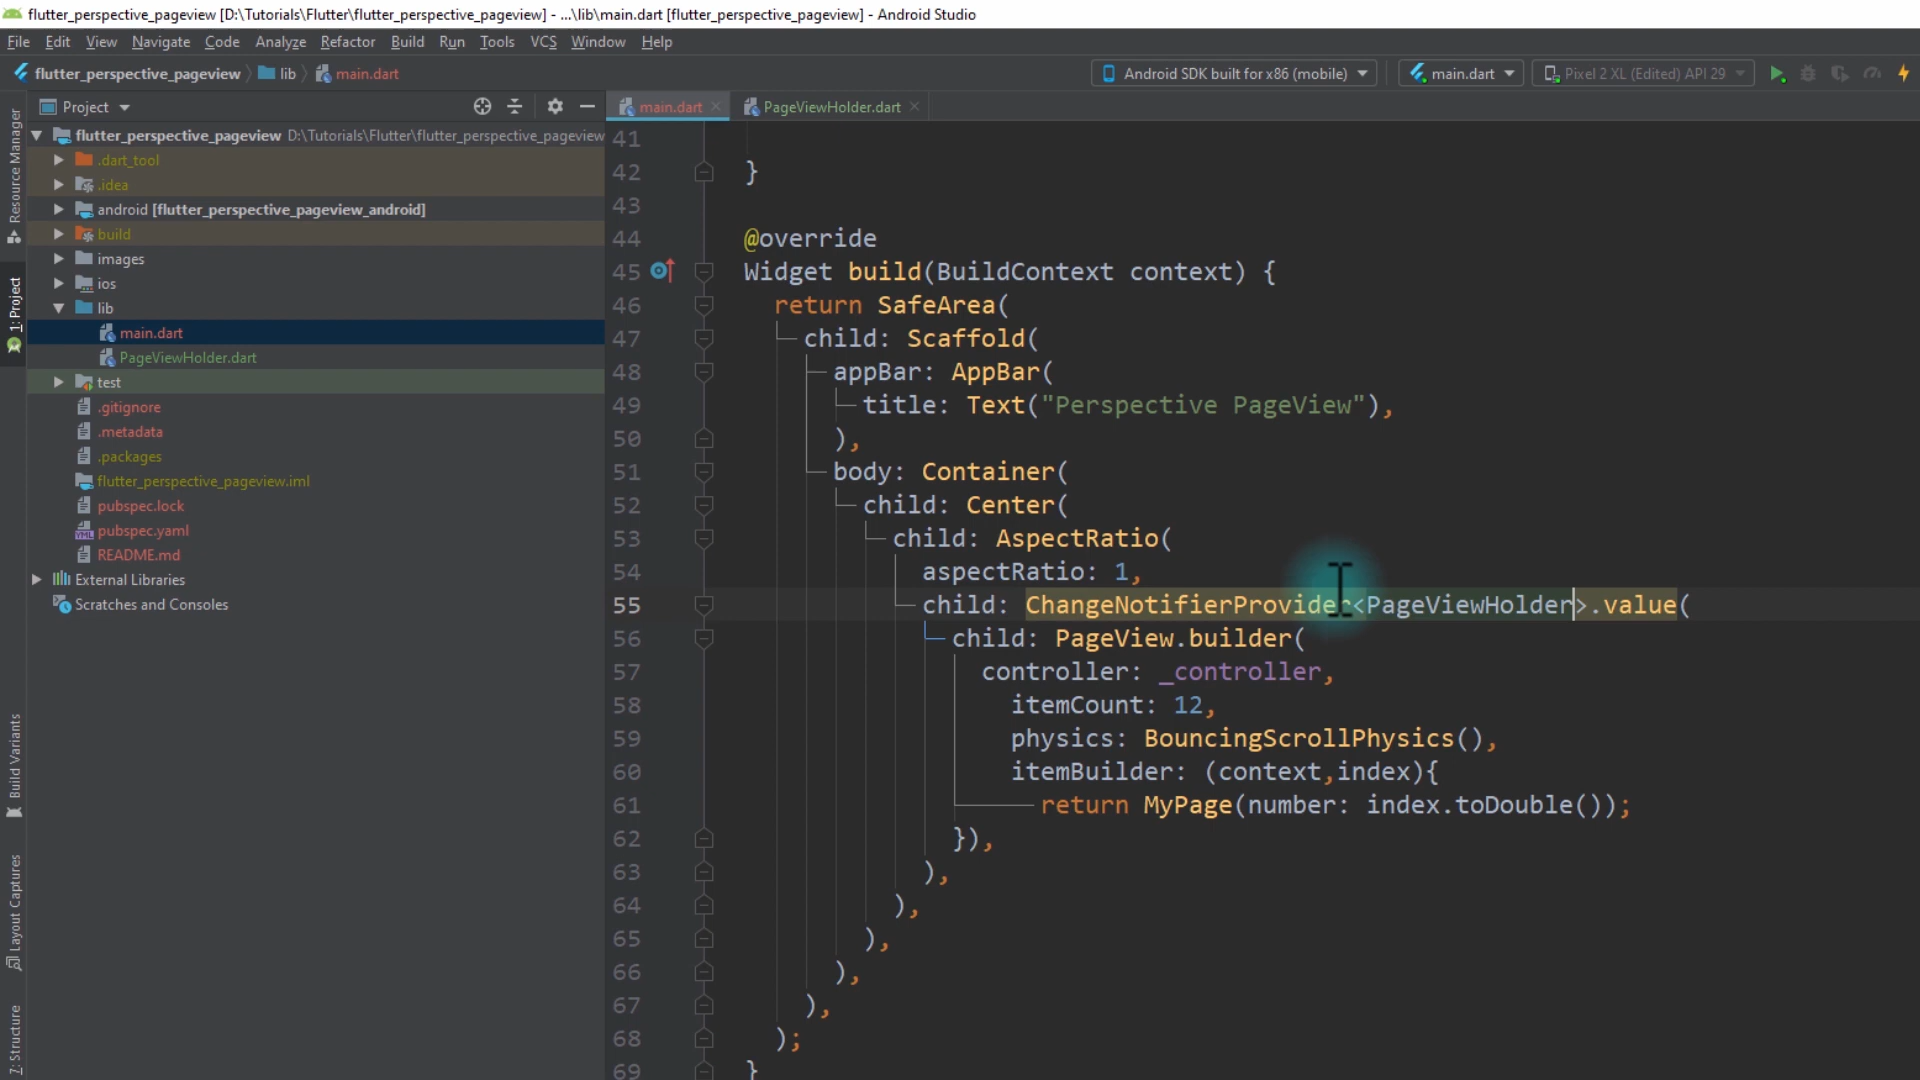 flutter_perspective_pageview [D:\Tutorials\Flutter\flutter_perspective_pageview] - ...\lib\main.dart [flutter_perspective_pageview] - Android Studio
File Edit View Navigate Code Analyze Refactor Build Run Tools VCS Window Help
flutter_perspective_pageview lib main.dart
Android SDK built for x86 (mobile) main.dart Pixel 2 XL (Edited) API 29
Project
main.dart PageViewHolder.dart
flutter_perspective_pageview D:\Tutorials\Flutter\flutter_perspective_pageview
.dart_tool
.idea
android [flutter_perspective_pageview_android]
build
images
ios
lib
main.dart
PageViewHolder.dart
test
.gitignore
.metadata
.packages
flutter_perspective_pageview.iml
pubspec.lock
pubspec.yaml
README.md
External Libraries
Scratches and Consoles
Resource Manager
1: Project
Build Variants
Layout Captures
7: Structure
41
42 }
43
44 @override
45 Widget build(BuildContext context) {
46 return SafeArea(
47 child: Scaffold(
48 appBar: AppBar(
49 title: Text("Perspective PageView"),
50 ),
51 body: Container(
52 child: Center(
53 child: AspectRatio(
54 aspectRatio: 1,
55 child: ChangeNotifierProvider<PageViewHolder>.value(
56 child: PageView.builder(
57 controller: _controller,
58 itemCount: 12,
59 physics: BouncingScrollPhysics(),
60 itemBuilder: (context,index){
61 return MyPage(number: index.toDouble());
62 }),
63 ),
64 ),
65 ),
66 ),
67 ),
68 );
69 }